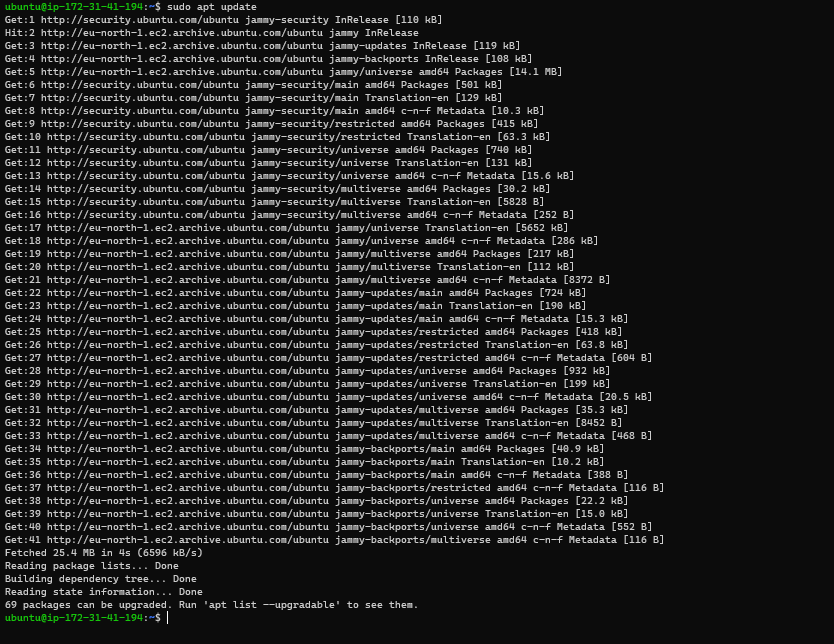 ubuntu@ip-172-31-41-194:~$ sudo apt update
Get:1 http://security.ubuntu.com/ubuntu jammy-security InRelease [110 kB]
Hit:2 http://eu-north-1.ec2.archive.ubuntu.com/ubuntu jammy InRelease
Get:3 http://eu-north-1.ec2.archive.ubuntu.com/ubuntu jammy-updates InRelease [119 kB]
Get:4 http://eu-north-1.ec2.archive.ubuntu.com/ubuntu jammy-backports InRelease [108 kB]
Get:5 http://eu-north-1.ec2.archive.ubuntu.com/ubuntu jammy/universe amd64 Packages [14.1 MB]
Get:6 http://security.ubuntu.com/ubuntu jammy-security/main amd64 Packages [501 kB]
Get:7 http://security.ubuntu.com/ubuntu jammy-security/main Translation-en [129 kB]
Get:8 http://security.ubuntu.com/ubuntu jammy-security/main amd64 c-n-f Metadata [10.3 kB]
Get:9 http://security.ubuntu.com/ubuntu jammy-security/restricted amd64 Packages [415 kB]
Get:10 http://security.ubuntu.com/ubuntu jammy-security/restricted Translation-en [63.3 kB]
Get:11 http://security.ubuntu.com/ubuntu jammy-security/universe amd64 Packages [740 kB]
Get:12 http://security.ubuntu.com/ubuntu jammy-security/universe Translation-en [131 kB]
Get:13 http://security.ubuntu.com/ubuntu jammy-security/universe amd64 c-n-f Metadata [15.6 kB]
Get:14 http://security.ubuntu.com/ubuntu jammy-security/multiverse amd64 Packages [30.2 kB]
Get:15 http://security.ubuntu.com/ubuntu jammy-security/multiverse Translation-en [5828 B]
Get:16 http://security.ubuntu.com/ubuntu jammy-security/multiverse amd64 c-n-f Metadata [252 B]
Get:17 http://eu-north-1.ec2.archive.ubuntu.com/ubuntu jammy/universe Translation-en [5652 kB]
Get:18 http://eu-north-1.ec2.archive.ubuntu.com/ubuntu jammy/universe amd64 c-n-f Metadata [286 kB]
Get:19 http://eu-north-1.ec2.archive.ubuntu.com/ubuntu jammy/multiverse amd64 Packages [217 kB]
Get:20 http://eu-north-1.ec2.archive.ubuntu.com/ubuntu jammy/multiverse Translation-en [112 kB]
Get:21 http://eu-north-1.ec2.archive.ubuntu.com/ubuntu jammy/multiverse amd64 c-n-f Metadata [8372 B]
Get:22 http://eu-north-1.ec2.archive.ubuntu.com/ubuntu jammy-updates/main amd64 Packages [724 kB]
Get:23 http://eu-north-1.ec2.archive.ubuntu.com/ubuntu jammy-updates/main Translation-en [190 kB]
Get:24 http://eu-north-1.ec2.archive.ubuntu.com/ubuntu jammy-updates/main amd64 c-n-f Metadata [15.3 kB]
Get:25 http://eu-north-1.ec2.archive.ubuntu.com/ubuntu jammy-updates/restricted amd64 Packages [418 kB]
Get:26 http://eu-north-1.ec2.archive.ubuntu.com/ubuntu jammy-updates/restricted Translation-en [63.8 kB]
Get:27 http://eu-north-1.ec2.archive.ubuntu.com/ubuntu jammy-updates/restricted amd64 c-n-f Metadata [604 B]
Get:28 http://eu-north-1.ec2.archive.ubuntu.com/ubuntu jammy-updates/universe amd64 Packages [932 kB]
Get:29 http://eu-north-1.ec2.archive.ubuntu.com/ubuntu jammy-updates/universe Translation-en [199 kB]
Get:30 http://eu-north-1.ec2.archive.ubuntu.com/ubuntu jammy-updates/universe amd64 c-n-f Metadata [20.5 kB]
Get:31 http://eu-north-1.ec2.archive.ubuntu.com/ubuntu jammy-updates/multiverse amd64 Packages [35.3 kB]
Get:32 http://eu-north-1.ec2.archive.ubuntu.com/ubuntu jammy-updates/multiverse Translation-en [8452 B]
Get:33 http://eu-north-1.ec2.archive.ubuntu.com/ubuntu jammy-updates/multiverse amd64 c-n-f Metadata [468 B]
Get:34 http://eu-north-1.ec2.archive.ubuntu.com/ubuntu jammy-backports/main amd64 Packages [40.9 kB]
Get:35 http://eu-north-1.ec2.archive.ubuntu.com/ubuntu jammy-backports/main Translation-en [10.2 kB]
Get:36 http://eu-north-1.ec2.archive.ubuntu.com/ubuntu jammy-backports/main amd64 c-n-f Metadata [388 B]
Get:37 http://eu-north-1.ec2.archive.ubuntu.com/ubuntu jammy-backports/restricted amd64 c-n-f Metadata [116 B]
Get:38 http://eu-north-1.ec2.archive.ubuntu.com/ubuntu jammy-backports/universe amd64 Packages [22.2 kB]
Get:39 http://eu-north-1.ec2.archive.ubuntu.com/ubuntu jammy-backports/universe Translation-en [15.0 kB]
Get:40 http://eu-north-1.ec2.archive.ubuntu.com/ubuntu jammy-backports/universe amd64 c-n-f Metadata [552 B]
Get:41 http://eu-north-1.ec2.archive.ubuntu.com/ubuntu jammy-backports/multiverse amd64 c-n-f Metadata [116 B]
Fetched 25.4 MB in 4s (6596 kB/s)
Reading package lists... Done
Building dependency tree... Done
Reading state information... Done
69 packages can be upgraded. Run 'apt list --upgradable' to see them.
ubuntu@ip-172-31-41-194:~$